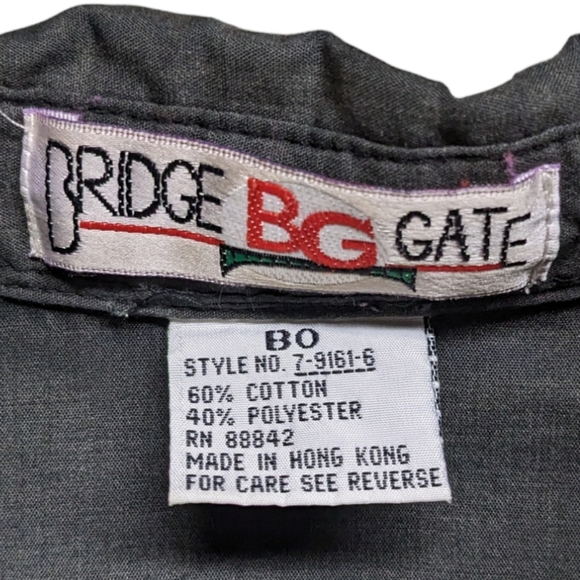 BRIDGE BG GATE
BO
STYLE NO. 7-9161-6
60% COTTON
40% POLYESTER
RN 88842
MADE IN HONG KONG
FOR CARE SEE REVERSE